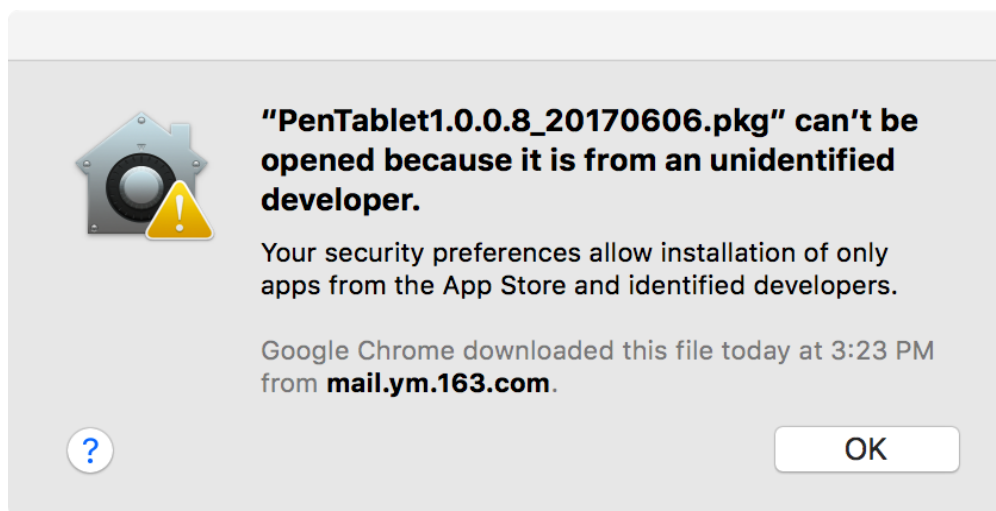 “PenTablet1.0.0.8_20170606.pkg” can’t be
opened because it is from an unidentified
developer.
Your security preferences allow installation of only
apps from the App Store and identified developers.
Google Chrome downloaded this file today at 3:23 PM
from mail.ym.163.com.
?
OK